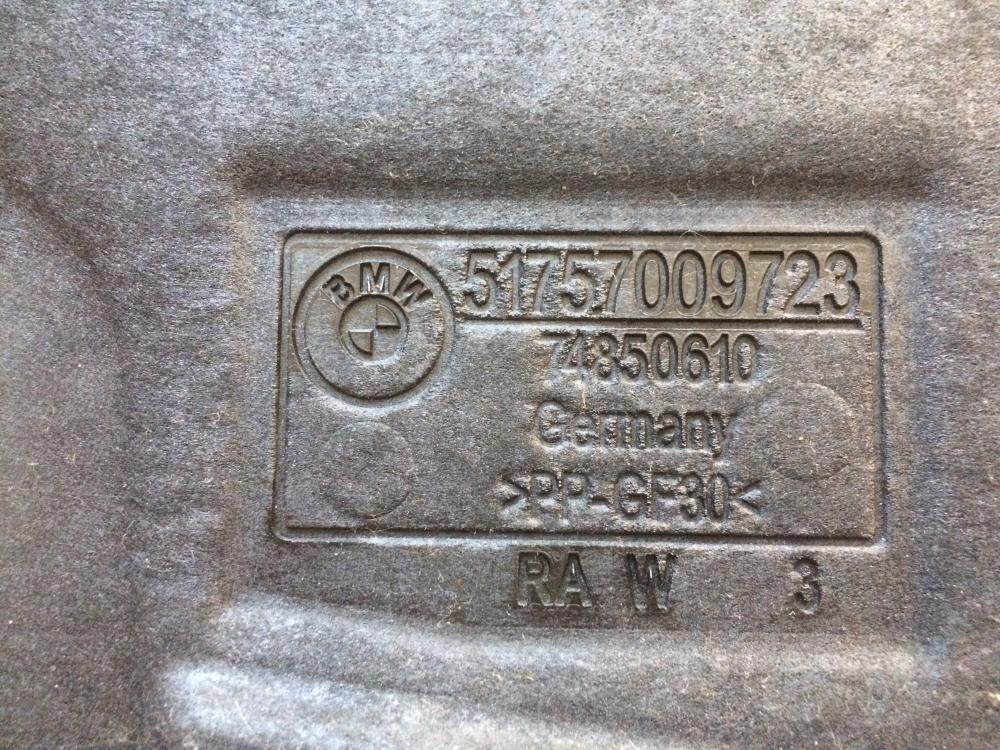 BMW
51757009723
74850610
Germany
>PP-GF30<
RA W 3